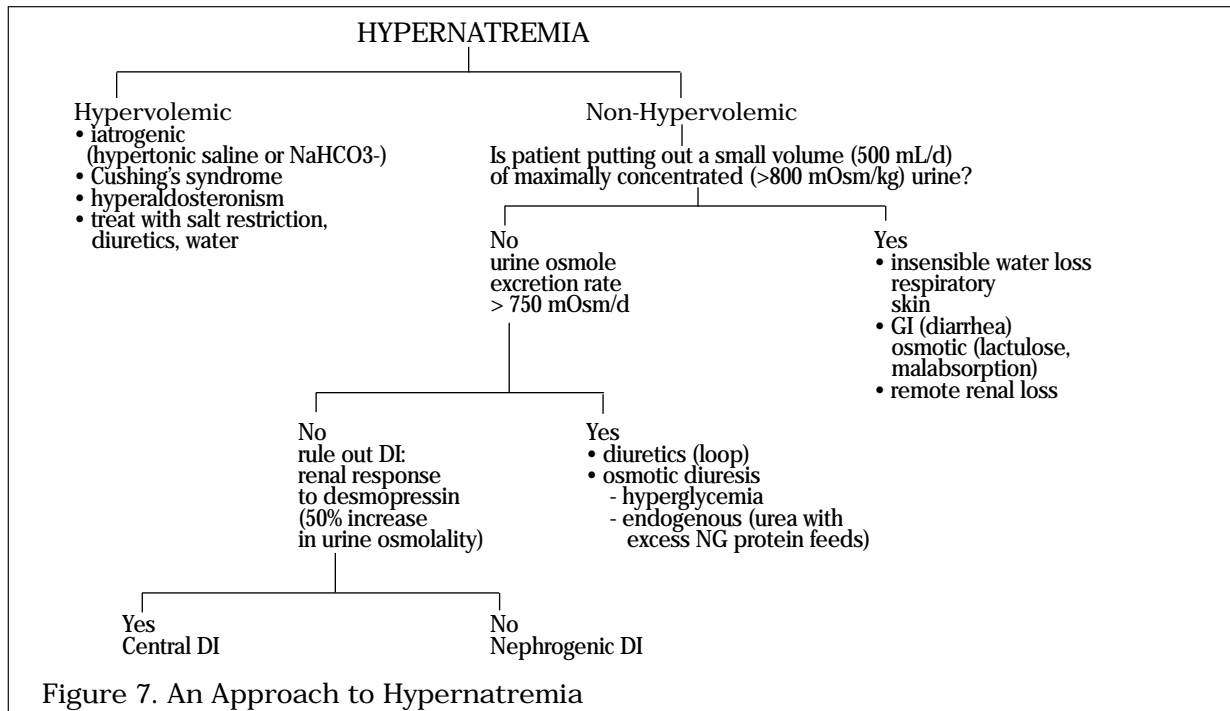 HYPERNATREMIA
Hypervolemic
• iatrogenic
(hypertonic saline or NaHCO3-)
• Cushing's syndrome
• hyperaldosteronism
• treat with salt restriction,
diuretics, water
Non-Hypervolemic
Is patient putting out a small volume (500 mL/d)
of maximally concentrated (>800 mOsm/kg) urine?
No
urine osmole
excretion rate
> 750 mOsm/d
Yes
• insensible water loss
respiratory
skin
• GI (diarrhea)
osmotic (lactulose,
malabsorption)
• remote renal loss
No
rule out DI:
renal response
to desmopressin
(50% increase
in urine osmolality)
Yes
• diuretics (loop)
• osmotic diuresis
- hyperglycemia
- endogenous (urea with
excess NG protein feeds)
Yes
Central DI
No
Nephrogenic DI
Figure 7. An Approach to Hypernatremia